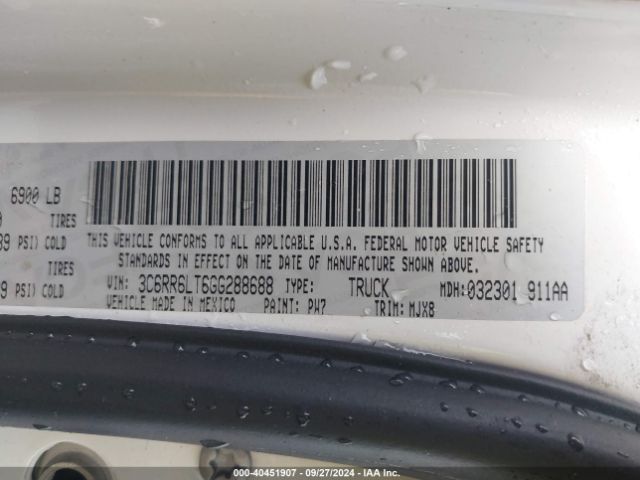 6900 LB
TIRES
39 PSI) COLD
TIRES
9 PSI) COLD
THIS VEHICLE CONFORMS TO ALL APPLICABLE U.S.A. FEDERAL MOTOR VEHICLE SAFETY
STANDARDS IN EFFECT ON THE DATE OF MANUFACTURE SHOWN ABOVE.
VIN: 3C6RR6LT6GG288688 TYPE: TRUCK MDH:032301 911AA
VEHICLE MADE IN MEXICO PAINT: PW7 TRIM: MJX8
© - 40451907 - 09/27/2024 - IAA Inc.